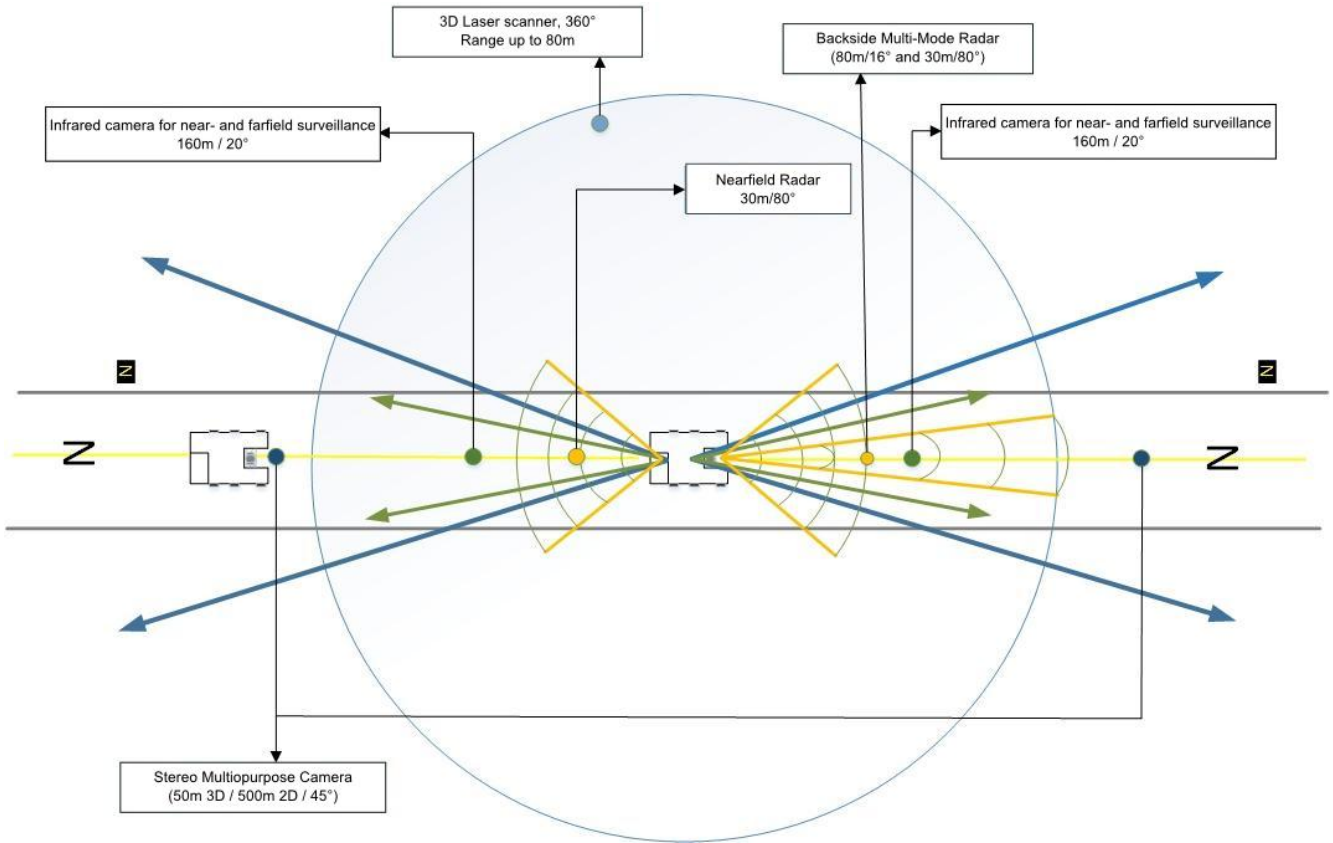 3D Laser scanner, 360°
Range up to 80m
Backside Multi-Mode Radar
(80m/16° and 30m/80°)
Infrared camera for near- and farfield surveillance
160m / 20°
Infrared camera for near- and farfield surveillance
160m / 20°
Nearfield Radar
30m/80°
N
N
N
N
Stereo Multiopurpose Camera
(50m 3D / 500m 2D / 45°)